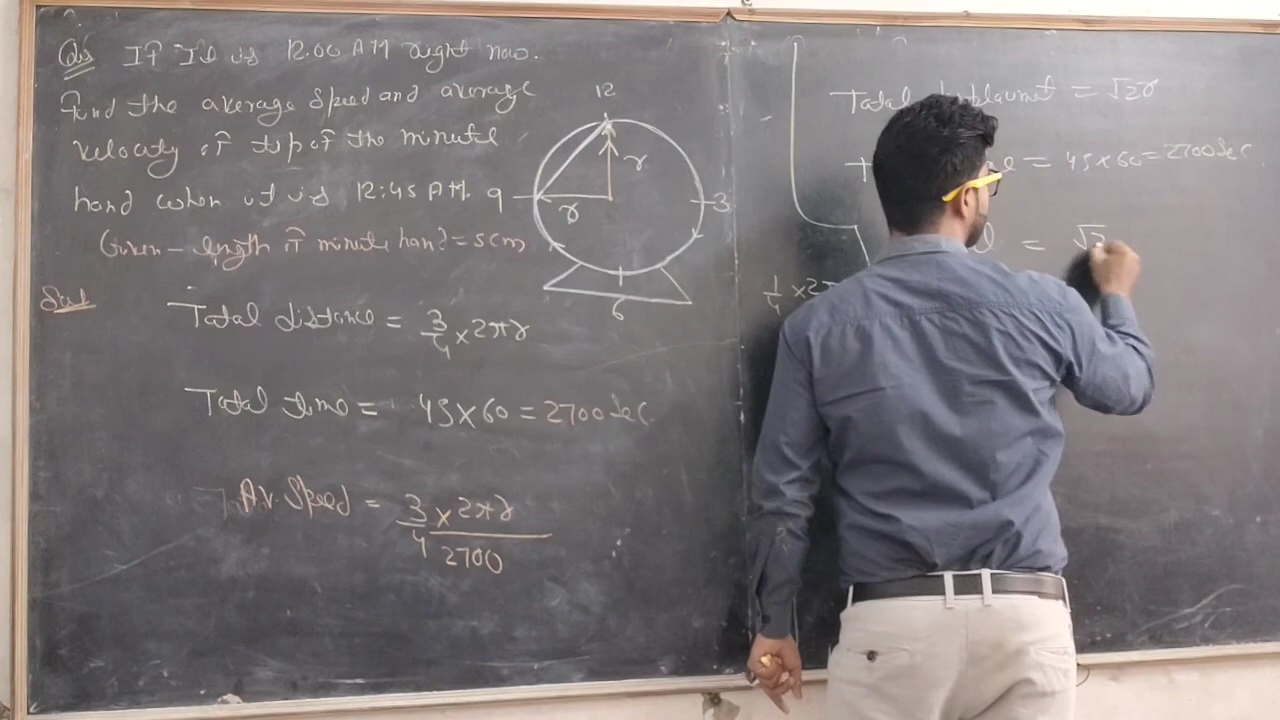 Qus If It is 12.00 AM right now.
Find the average speed and average
velocity of tip of the minute
hand when it is 12:45 A.M.
Given - length of minute hand = 5cm
12
r
9
r
3
6
Sol
Total distance = 3/4 × 2πr
Total time = 45 × 60 = 2700 Sec
Av. Speed = 3/4 × 2πr / 2700
Total = √2r
= 45×60 = 2700 Sec.
= √2
1/4 × 2π